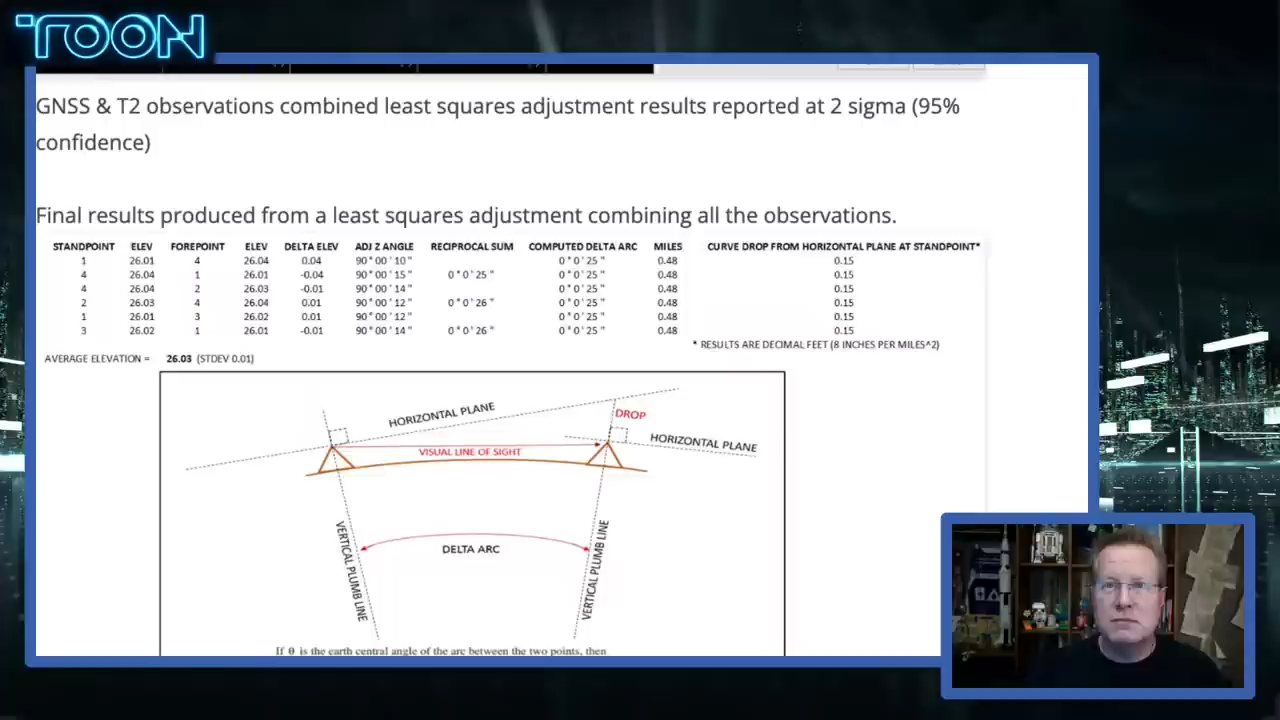 TOON
GNSS & T2 observations combined least squares adjustment results reported at 2 sigma (95%
confidence)
Final results produced from a least squares adjustment combining all the observations.
STANDPOINT ELEV FOREPOINT ELEV DELTA ELEV ADJ Z ANGLE RECIPROCAL SUM COMPUTED DELTA ARC MILES CURVE DROP FROM HORIZONTAL PLANE AT STANDPOINT*
1 26.01 4 26.04 0.04 90°00'10" 0°0'25" 0.48 0.15
4 26.04 1 26.01 -0.04 90°00'15" 0°0'25" 0°0'25" 0.48 0.15
4 26.04 2 26.03 -0.01 90°00'14" 0°0'25" 0.48 0.15
2 26.03 4 26.04 0.01 90°00'12" 0°0'26" 0°0'25" 0.48 0.15
1 26.01 3 26.02 0.01 90°00'12" 0°0'25" 0.48 0.15
3 26.02 1 26.01 -0.01 90°00'14" 0°0'26" 0°0'25" 0.48 0.15
* RESULTS ARE DECIMAL FEET (8 INCHES PER MILES^2)
AVERAGE ELEVATION = 26.03 (STDEV 0.01)
HORIZONTAL PLANE
DROP
HORIZONTAL PLANE
VISUAL LINE OF SIGHT
VERTICAL PLUMB LINE
DELTA ARC
VERTICAL PLUMB LINE
If θ is the earth central angle of the arc between the two points, then